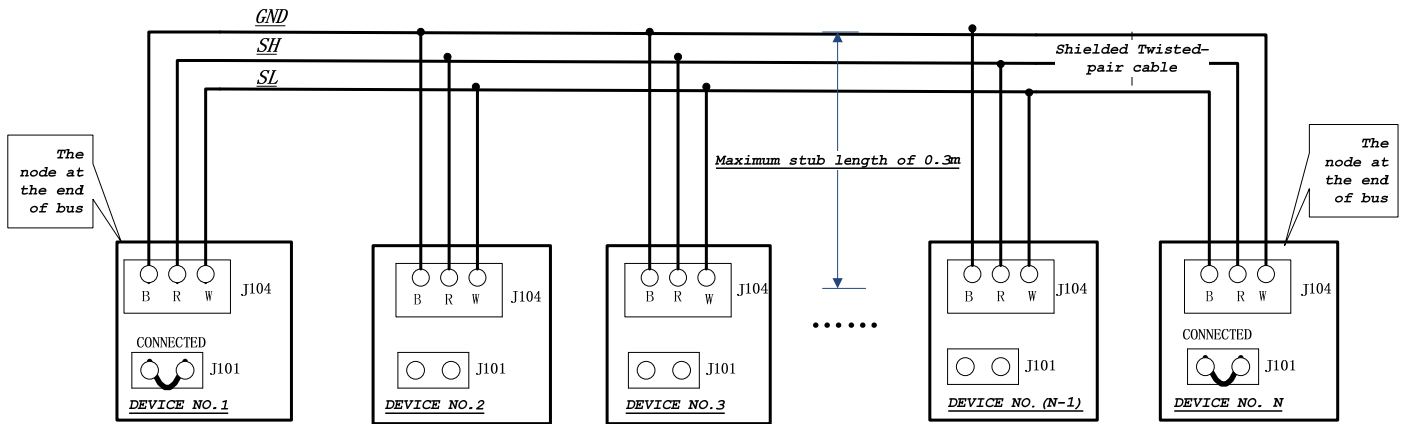 GND
SH
SL
Shielded Twisted-
pair cable
The
node at
the end
of bus
Maximum stub length of 0.3m
The
node at
the end
of bus
B R W
J104
B R W
J104
B R W
J104
B R W
J104
B R W
J104
......
CONNECTED
J101
J101
J101
J101
CONNECTED
J101
DEVICE NO.1
DEVICE NO.2
DEVICE NO.3
DEVICE NO.(N-1)
DEVICE NO. N